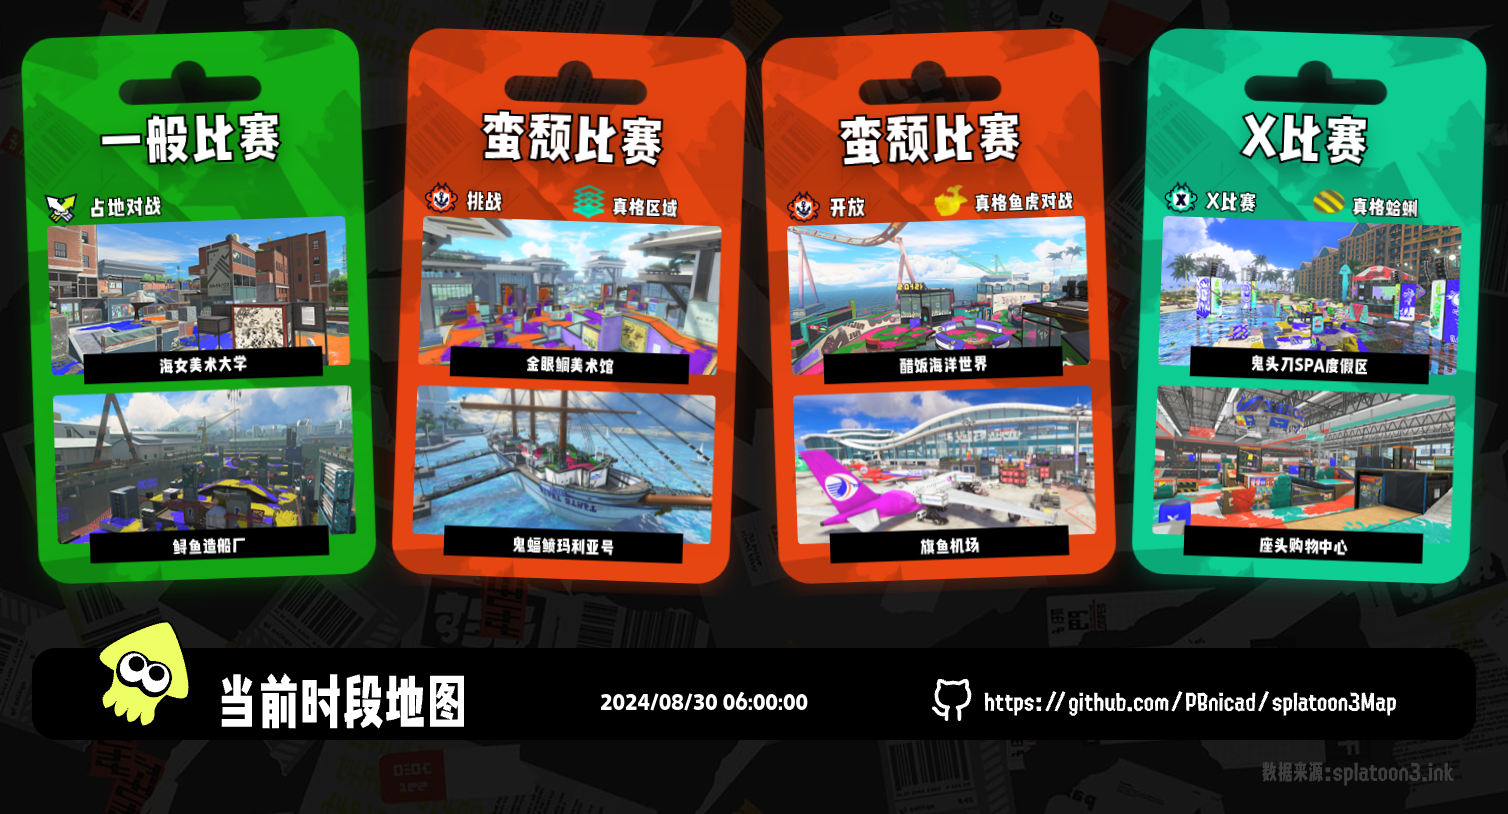 一般比赛
占地对战
海女美术大学
鲟鱼造船厂
蛮颓比赛
挑战
真格区域
金眼鲷美术馆
鬼蝠鲼玛利亚号
蛮颓比赛
开放
真格鱼虎对战
醋饭海洋世界
旗鱼机场
X比赛
X比赛
真格蛤蜊
鬼头刀SPA度假区
座头购物中心
当前时段地图
2024/08/30 06:00:00
https://github.com/PBnicad/splatoon3Map
数据来源:splatoon3.ink